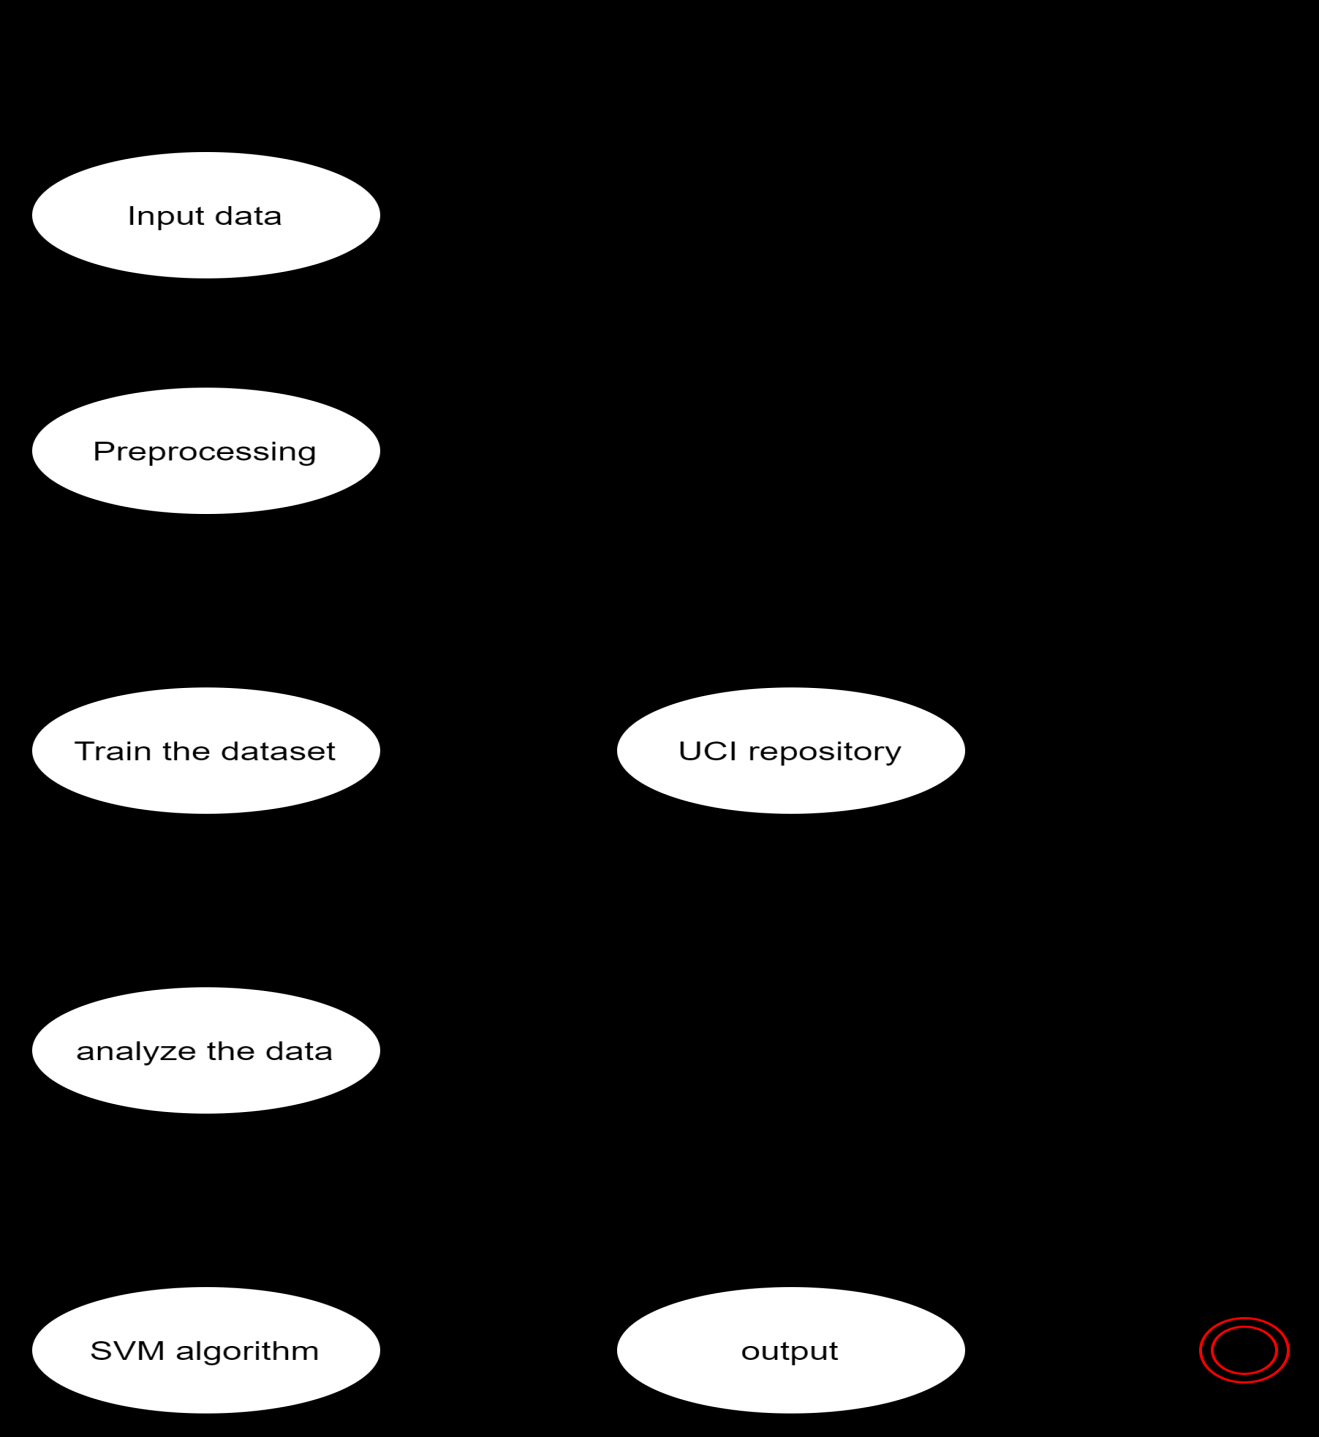 Input data
Preprocessing
Train the dataset
UCI repository
analyze the data
SVM algorithm
output